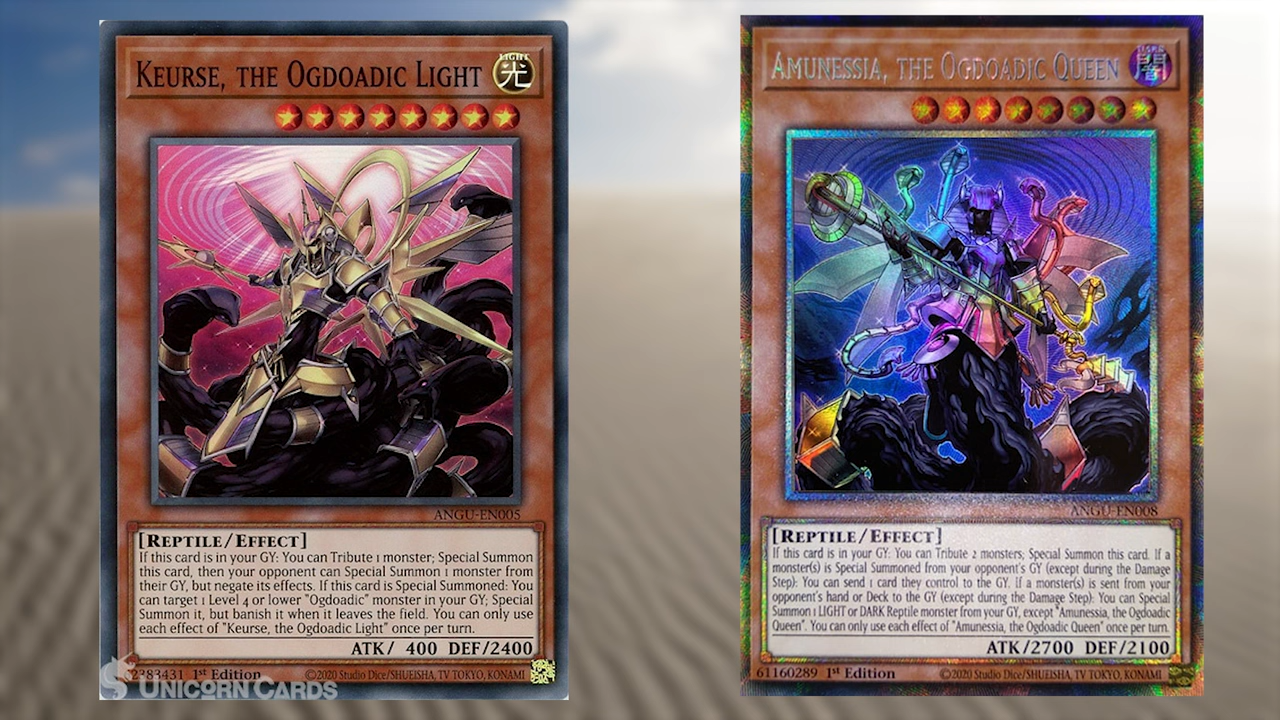 KEURSE, THE OGDOADIC LIGHT
LIGHT
光
ANGU-EN005
[REPTILE/EFFECT]
If this card is in your GY: You can Tribute 1 monster; Special Summon
this card, then your opponent can Special Summon 1 monster from
their GY, but negate its effects. If this card is Special Summoned: You
can target 1 Level 4 or lower "Ogdoadic" monster in your GY; Special
Summon it, but banish it when it leaves the field. You can only use
each effect of "Keurse, the Ogdoadic Light" once per turn.
ATK/ 400 DEF/2400
2383431 1st Edition ©2020 Studio Dice/SHUEISHA, TV TOKYO, KONAMI
UNICORN CARDS
AMUNESSIA, THE OGDOADIC QUEEN
闇
ANGU-EN008
[REPTILE/EFFECT]
If this card is in your GY: You can Tribute 2 monsters; Special Summon this card. If a
monster(s) is Special Summoned from your opponent's GY (except during the Damage
Step): You can send 1 card they control to the GY. If a monster(s) is sent from your
opponent's hand or Deck to the GY (except during the Damage Step): You can Special
Summon 1 LIGHT or DARK Reptile monster from your GY, except "Amunessia, the Ogdoadic
Queen". You can only use each effect of "Amunessia, the Ogdoadic Queen" once per turn.
ATK/2700 DEF/2100
61160289 1st Edition ©2020 Studio Dice/SHUEISHA, TV TOKYO, KONAMI